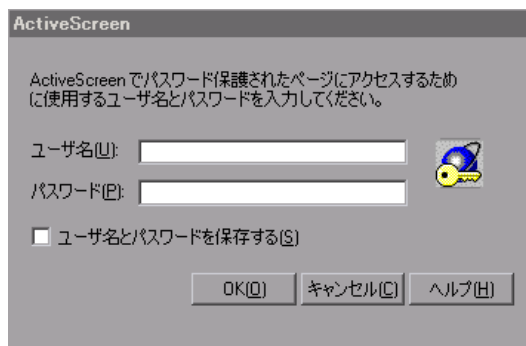 ActiveScreen
ActiveScreen でパスワード保護されたページにアクセスするため
に使用するユーザ名とパスワードを入力してください。
ユーザ名(U):
パスワード(P):
ユーザ名とパスワードを保存する(S)
OK(O) キャンセル(C) ヘルプ(H)